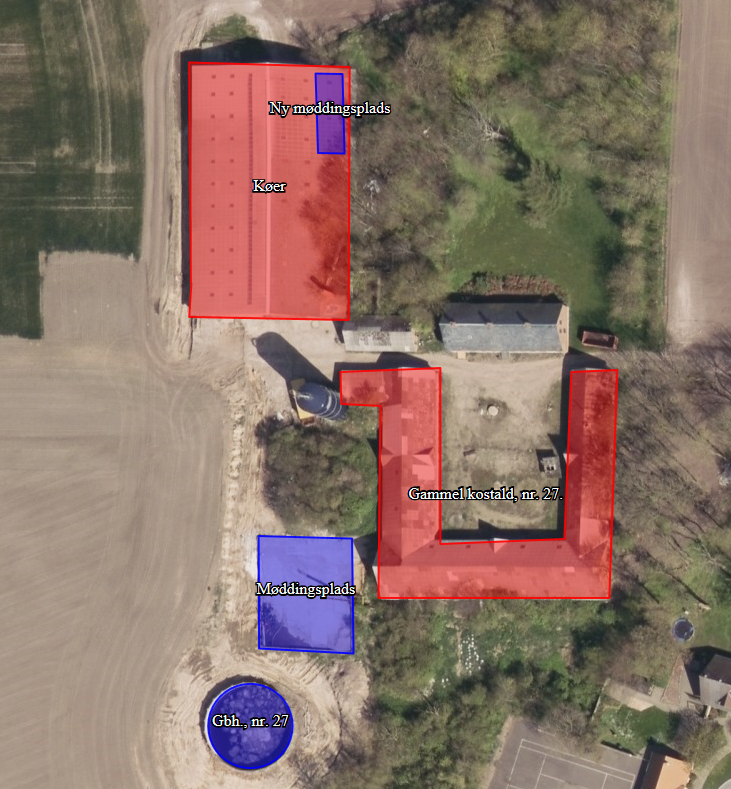 Ny møddingsplads
Køer
Gammel kostald, nr. 27.
Møddingsplads
Gbh., nr. 27